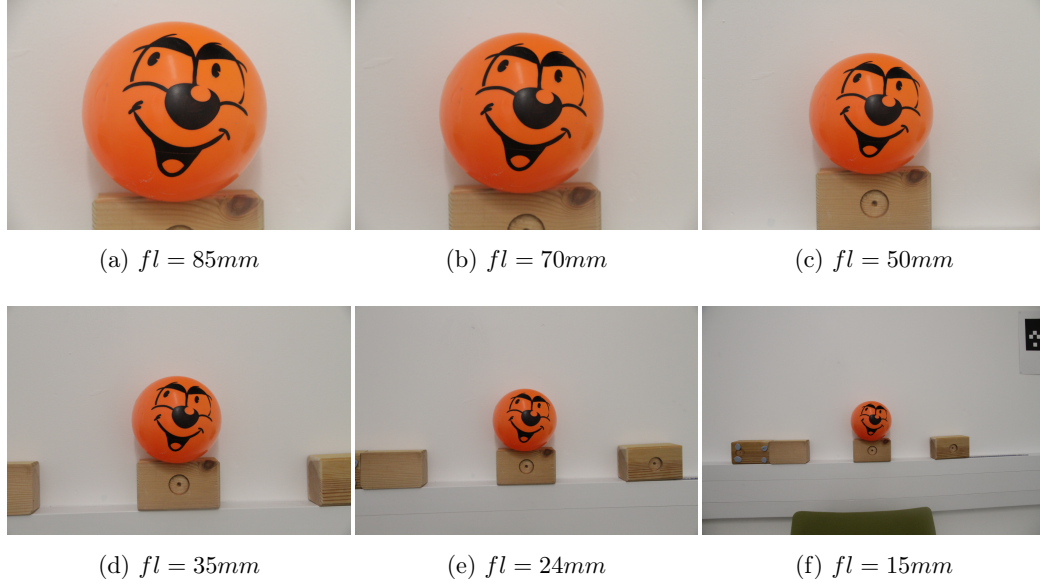 (a) fl = 85mm
(b) fl = 70mm
(c) fl = 50mm
(d) fl = 35mm
(e) fl = 24mm
(f) fl = 15mm